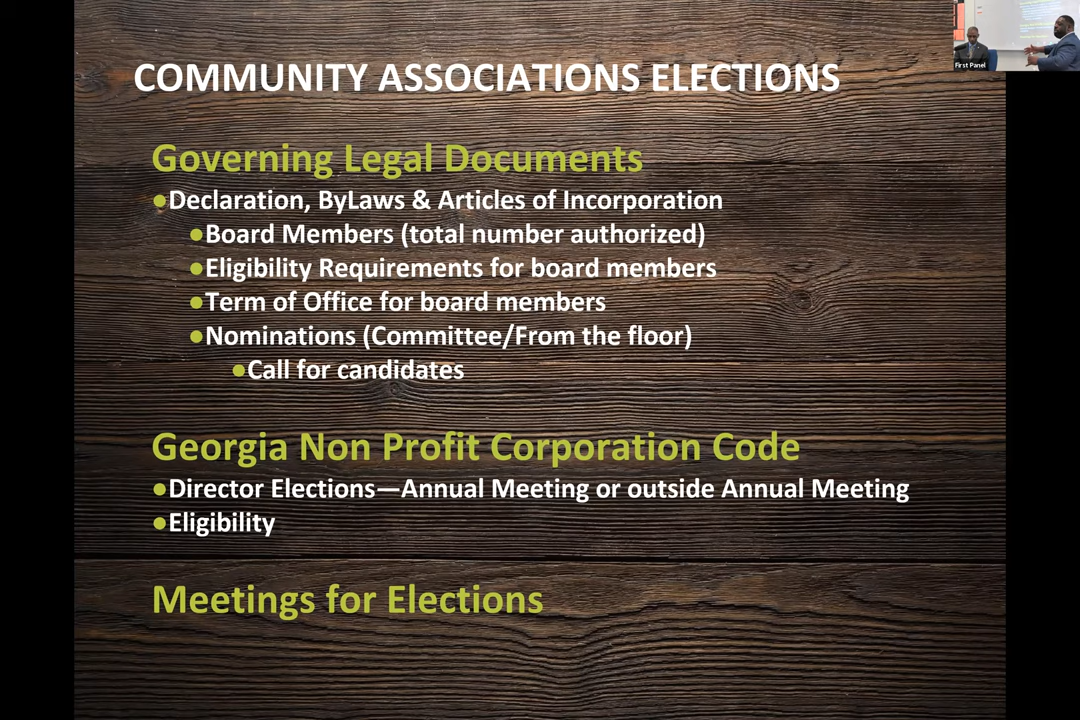 COMMUNITY ASSOCIATIONS ELECTIONS
First Panel
Governing Legal Documents
●Declaration, ByLaws & Articles of Incorporation
●Board Members (total number authorized)
●Eligibility Requirements for board members
●Term of Office for board members
●Nominations (Committee/From the floor)
●Call for candidates
Georgia Non Profit Corporation Code
●Director Elections—Annual Meeting or outside Annual Meeting
●Eligibility
Meetings for Elections